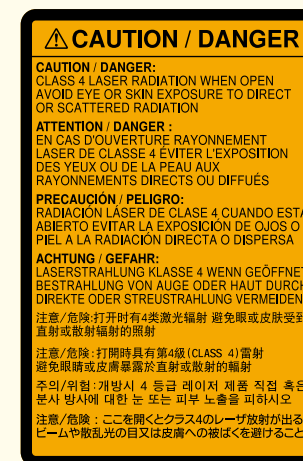 ⚠ CAUTION / DANGER
CAUTION / DANGER:
CLASS 4 LASER RADIATION WHEN OPEN
AVOID EYE OR SKIN EXPOSURE TO DIRECT
OR SCATTERED RADIATION
ATTENTION / DANGER :
EN CAS D'OUVERTURE RAYONNEMENT
LASER DE CLASSE 4 ÉVITER L'EXPOSITION
DES YEUX OU DE LA PEAU AUX
RAYONNEMENTS DIRECTS OU DIFFUÉS
PRECAUCIÓN / PELIGRO:
RADIACIÓN LÁSER DE CLASE 4 CUANDO ESTÁ
ABIERTO EVITAR LA EXPOSICIÓN DE OJOS O
PIEL A LA RADIACIÓN DIRECTA O DISPERSA
ACHTUNG / GEFAHR:
LASERSTRAHLUNG KLASSE 4 WENN GEÖFFNET
BESTRAHLUNG VON AUGE ODER HAUT DURCH
DIREKTE ODER STREUSTRAHLUNG VERMEIDEN
注意/危险:打开时有4类激光辐射 避免眼或皮肤受到
直射或散射辐射的照射
注意/危險:打開時具有第4級(CLASS 4)雷射
避免眼睛或皮膚暴露於直射或散射的輻射
주의/위험:개방시 4 등급 레이저 제품 직접 혹은
분사 방사에 대한 눈 또는 피부 노출을 피하시오
注意/危険：ここを開くとクラス4のレーザ放射が出る
ビームや散乱光の目又は皮膚への被ばくを避けること